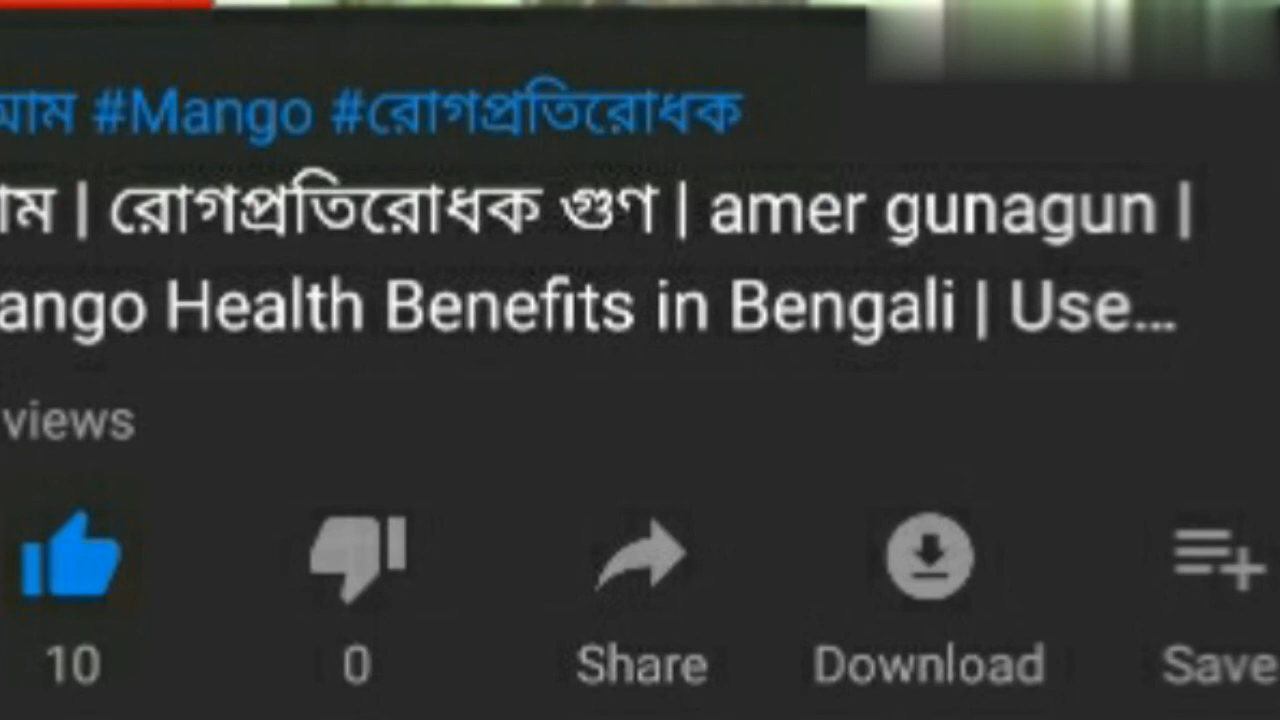 আম #Mango #রোগপ্রতিরোধক
াম | রোগপ্রতিরোধক গুণ | amer gunagun |
ango Health Benefits in Bengali | Use...
views
10 0 Share Download Save